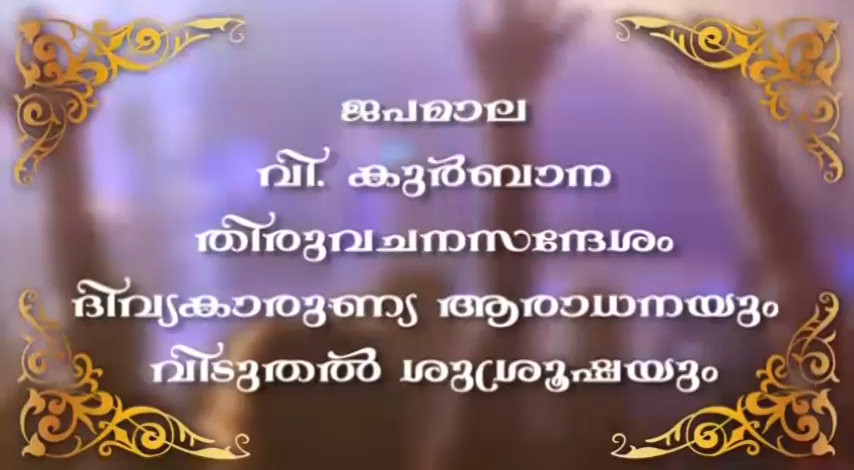 ജപമാല
വി. കുർബാന
തിരുവചനസന്ദേശം
ദിവ്യകാരുണ്യ ആരാധനയും
വിടുതൽ ശുശ്രൂഷയും